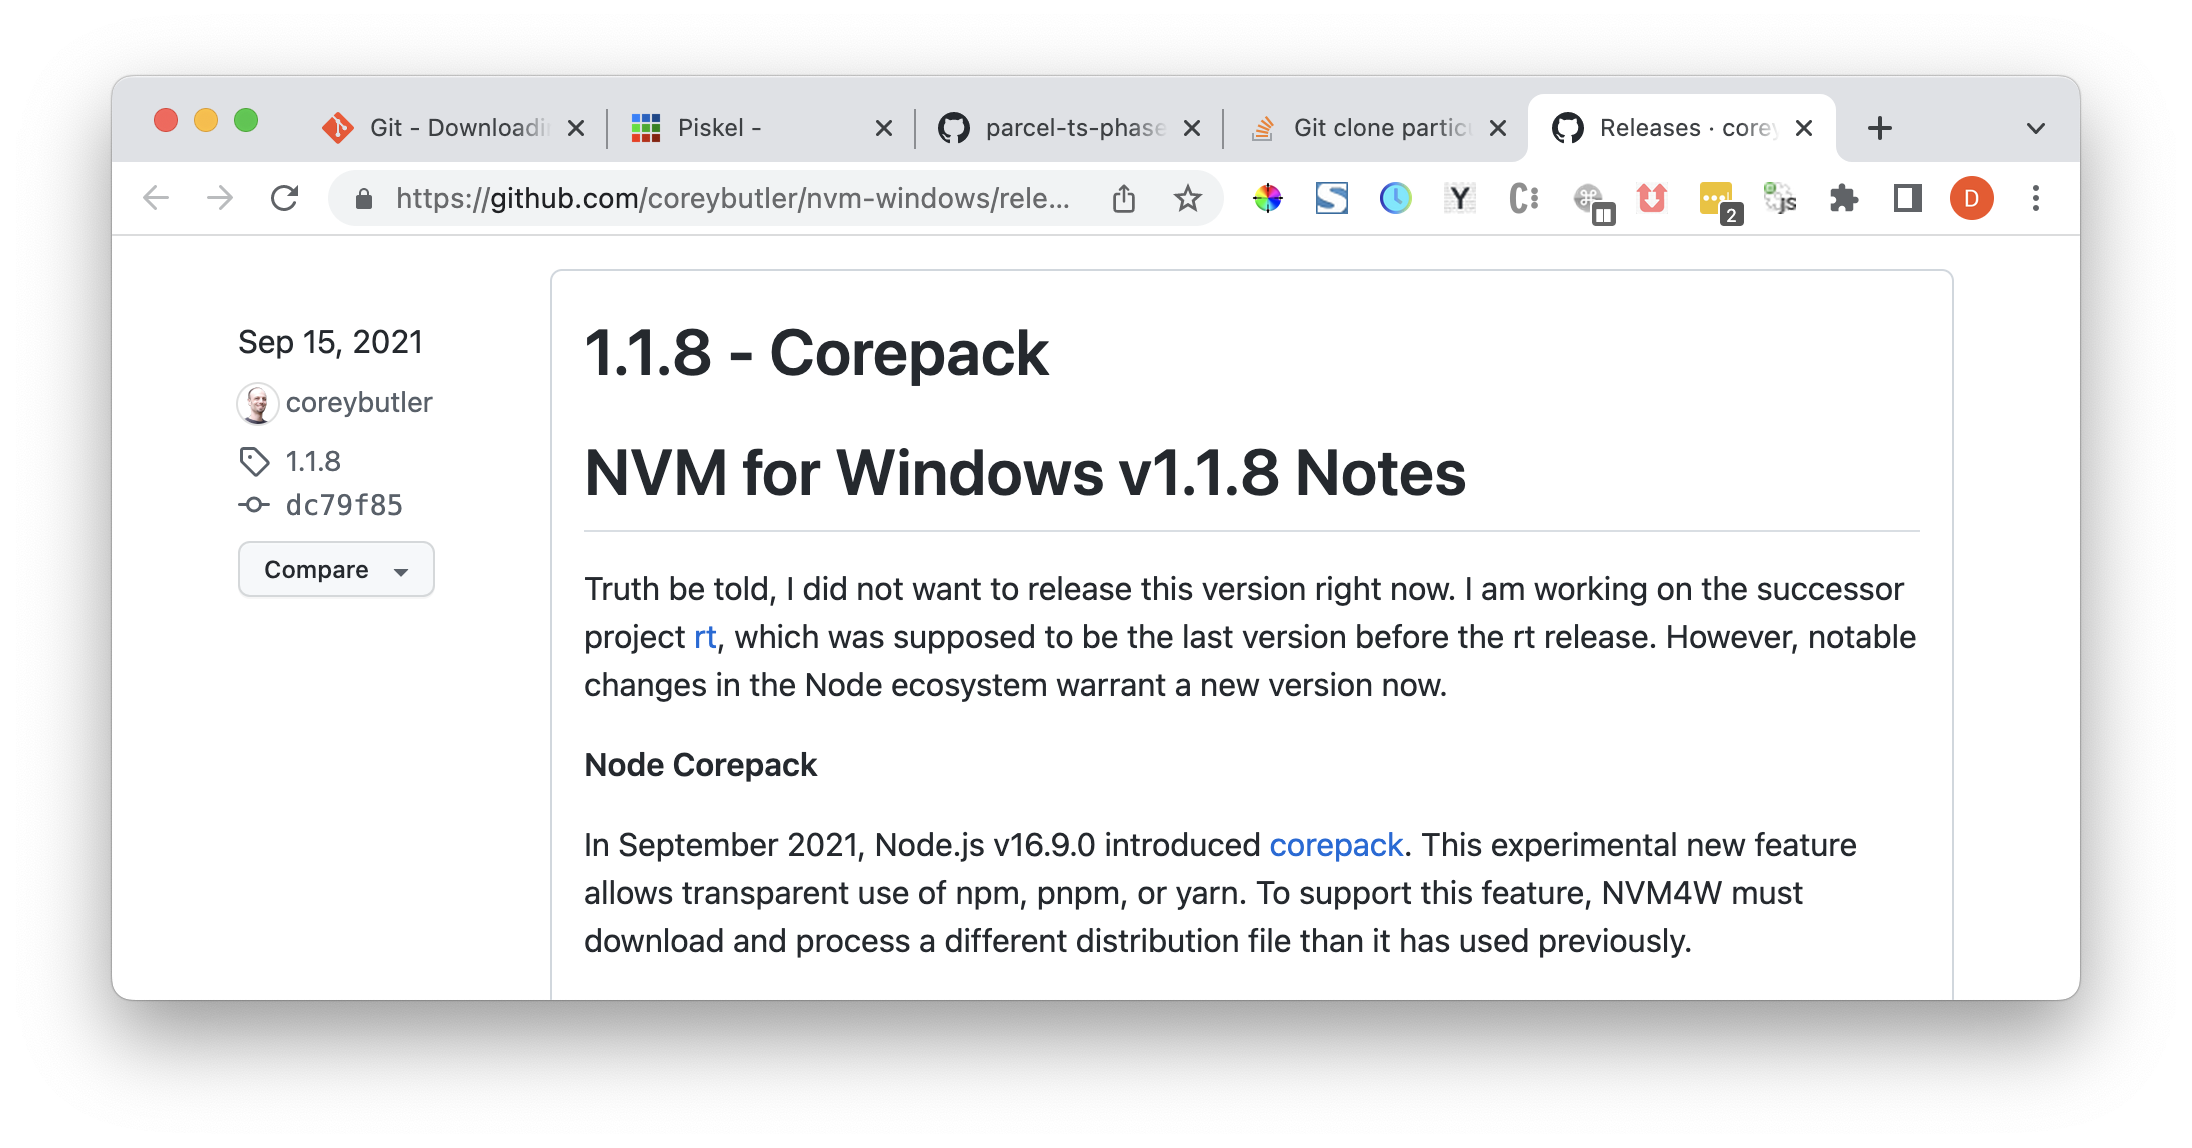 Git - Downloadi
Piskel -
parcel-ts-phase
Git clone partic
Releases · corey
https://github.com/coreybutler/nvm-windows/rele...
Y
C:
2
JS
D
Sep 15, 2021
coreybutler
1.1.8
dc79f85
Compare
1.1.8 - Corepack
NVM for Windows v1.1.8 Notes
Truth be told, I did not want to release this version right now. I am working on the successor
project rt, which was supposed to be the last version before the rt release. However, notable
changes in the Node ecosystem warrant a new version now.
Node Corepack
In September 2021, Node.js v16.9.0 introduced corepack. This experimental new feature
allows transparent use of npm, pnpm, or yarn. To support this feature, NVM4W must
download and process a different distribution file than it has used previously.